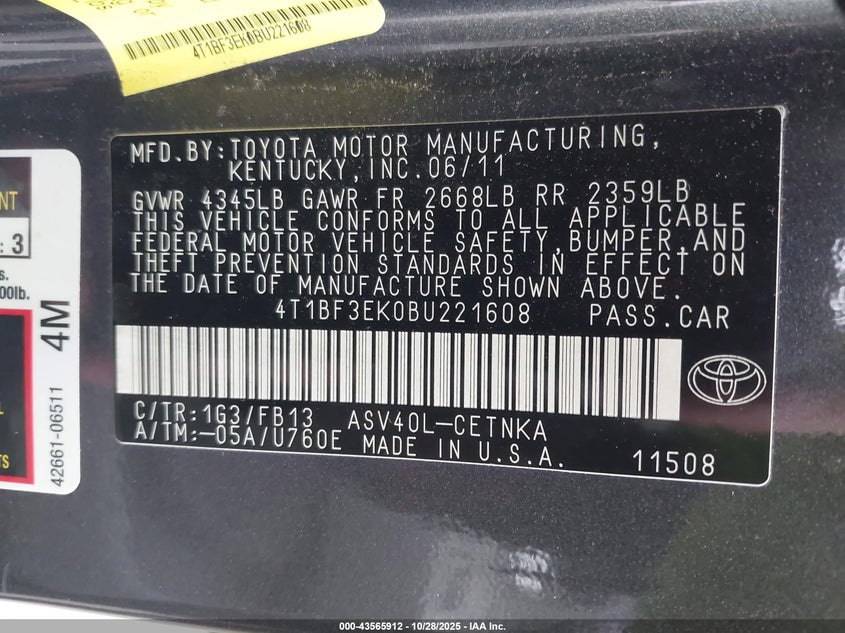 4T1BF3EK0BU221608
MFD.BY:TOYOTA MOTOR MANUFACTURING,
KENTUCKY,INC.06/11
GVWR 4345LB GAWR FR 2668LB RR 2359LB
THIS VEHICLE CONFORMS TO ALL APPLICABLE
FEDERAL MOTOR VEHICLE SAFETY,BUMPER,AND
THEFT PREVENTION STANDARDS IN EFFECT ON
THE DATE OF MANUFACTURE SHOWN ABOVE.
4T1BF3EK0BU221608 PASS.CAR
C/TR:1G3/FB13 ASV40L-CETNKA
A/TM:-05A/U760E MADE IN U.S.A. 11508
: 3
s.
00lb.
4M
42661-06511
000-43565912 - 10/28/2025 - IAA Inc.